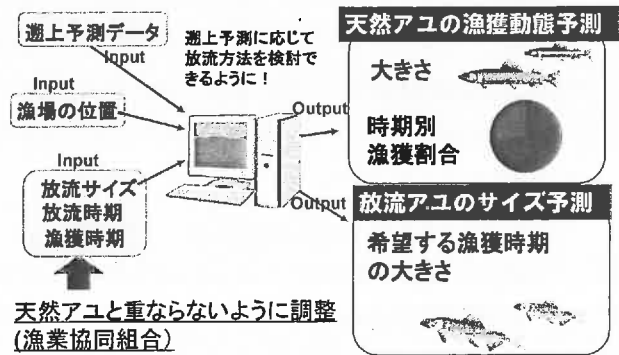 遡上予測データ
Input
遡上予測に応じて
放流方法を検討で
きるように！
Input
漁場の位置
Input
放流サイズ
放流時期
漁獲時期
天然アユと重ならないように調整
(漁業協同組合)
Output
天然アユの漁獲動態予測
大きさ
時期別
漁獲割合
Output
放流アユのサイズ予測
希望する漁獲時期
の大きさ